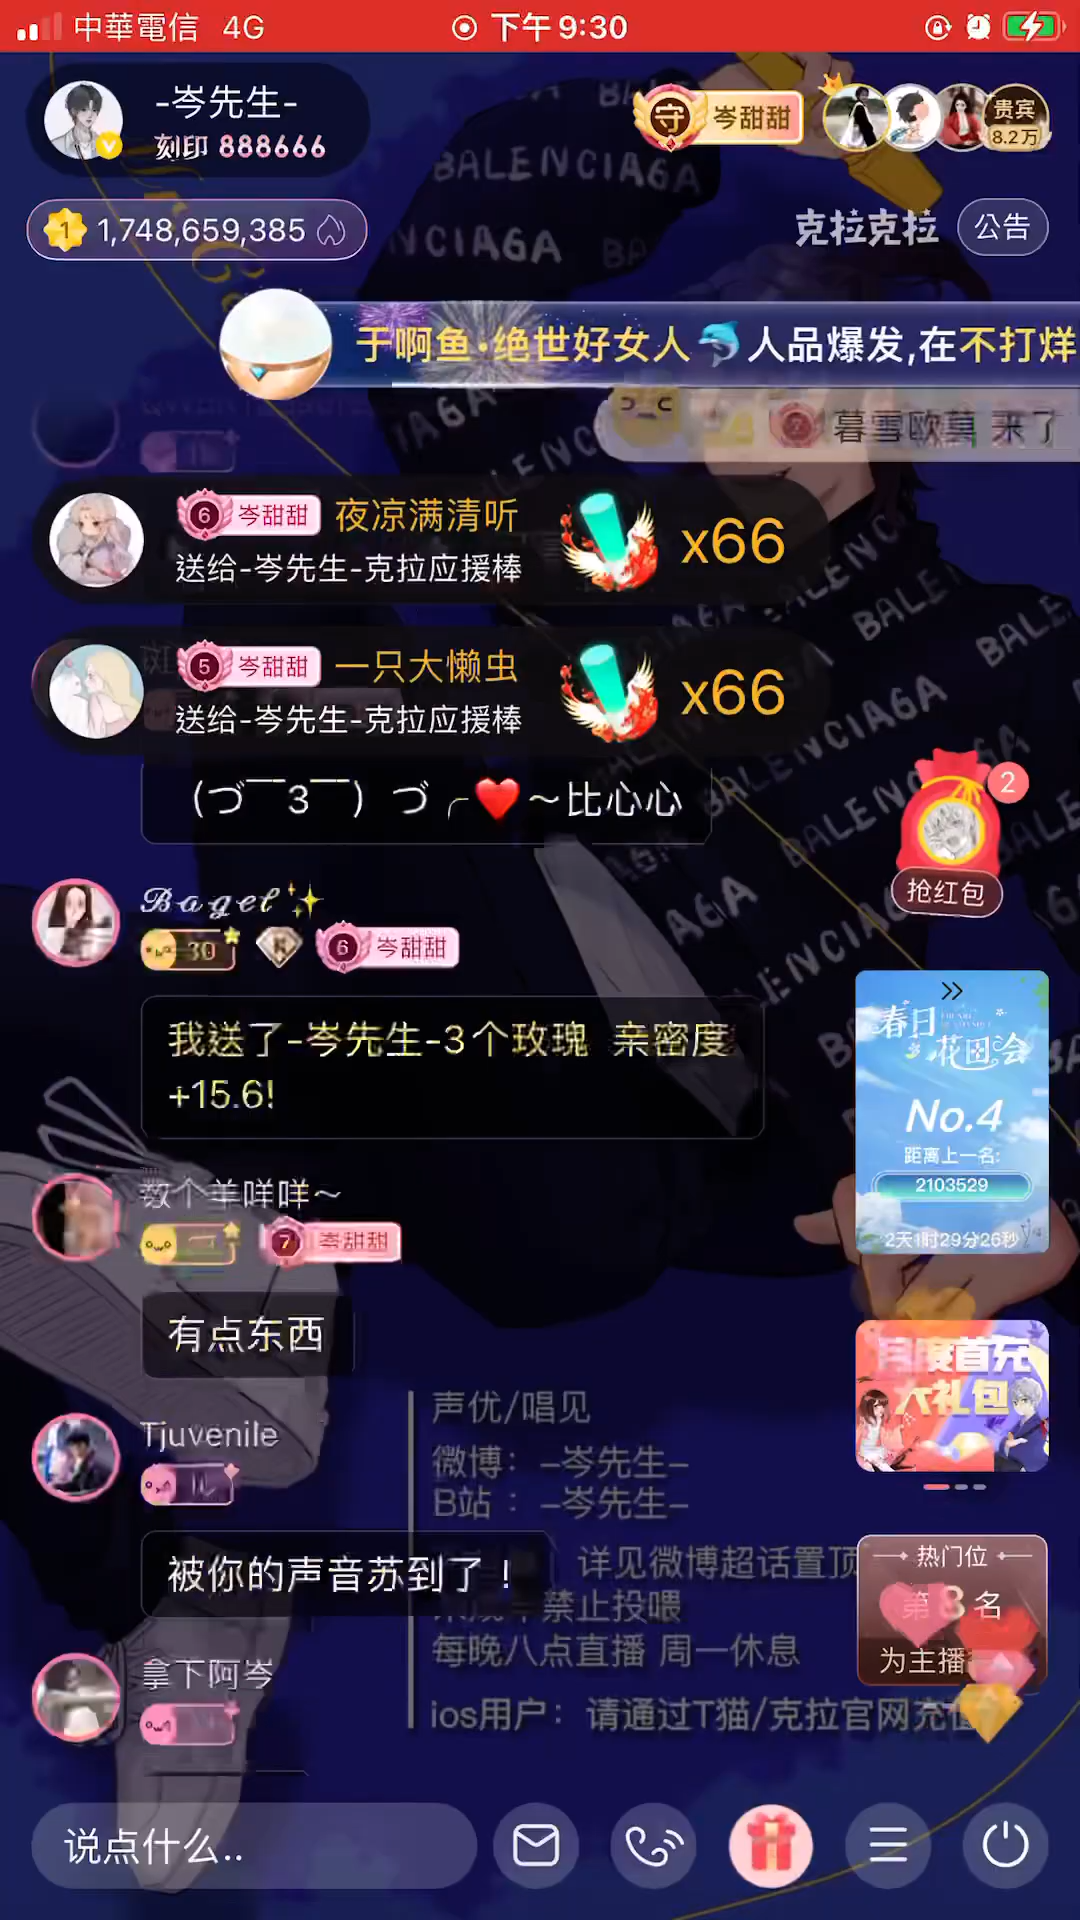 中華電信 4G
下午9:30
-岑先生-
刻印 888666
守 岑甜甜
贵宾
8.2万
1 1,748,659,385
克拉克拉
公告
于啊鱼·绝世好女人 人品爆发,在不打烊
7 暮雪欧莫 来了
6 岑甜甜 夜凉满清听
送给-岑先生-克拉应援棒
x66
5 岑甜甜 一只大懒虫
送给-岑先生-克拉应援棒
x66
(づ￣3￣)づ╭❤️～比心心
2
抢红包
Bagel✨
30
6 岑甜甜
我送了-岑先生-3个玫瑰 亲密度
+15.6!
春日
花国会
No.4
距离上一名:
2103529
2天1时29分26秒
数个羊咩咩~
7 岑甜甜
有点东西
月度首充
大礼包
Tjuvenile
被你的声音苏到了！
声优/唱见
微博：-岑先生-
B站：-岑先生-
详见微博超话置顶
禁止投喂
每晚八点直播 周一休息
ios用户：请通过T猫/克拉官网充值
热门位
第8名
为主播
拿下阿岑
BALENCIAGA
BALENCIAGA
BALENCIAGA
BALENCIAGA
说点什么..